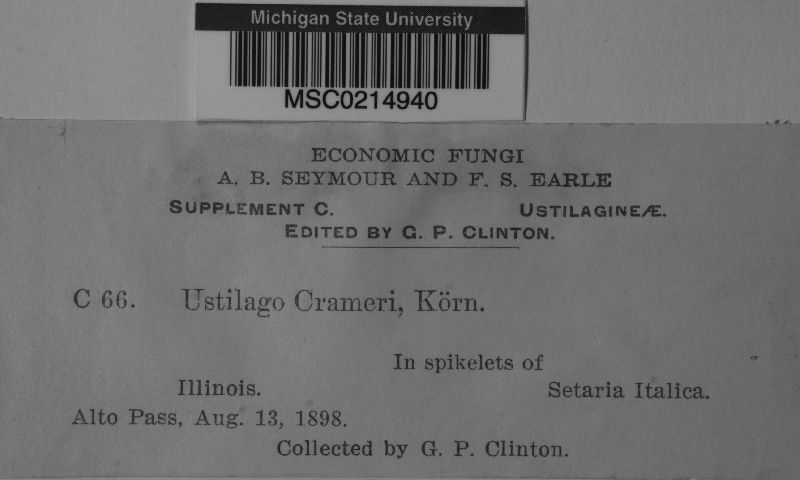 Michigan State University
MSC0214940
ECONOMIC FUNGI
A. B. SEYMOUR AND F. S. EARLE
SUPPLEMENT C. USTILAGINEÆ.
EDITED BY G. P. CLINTON.
C 66. Ustilago Crameri, Körn.
In spikelets of
Illinois. Setaria Italica.
Alto Pass, Aug. 13, 1898.
Collected by G. P. Clinton.